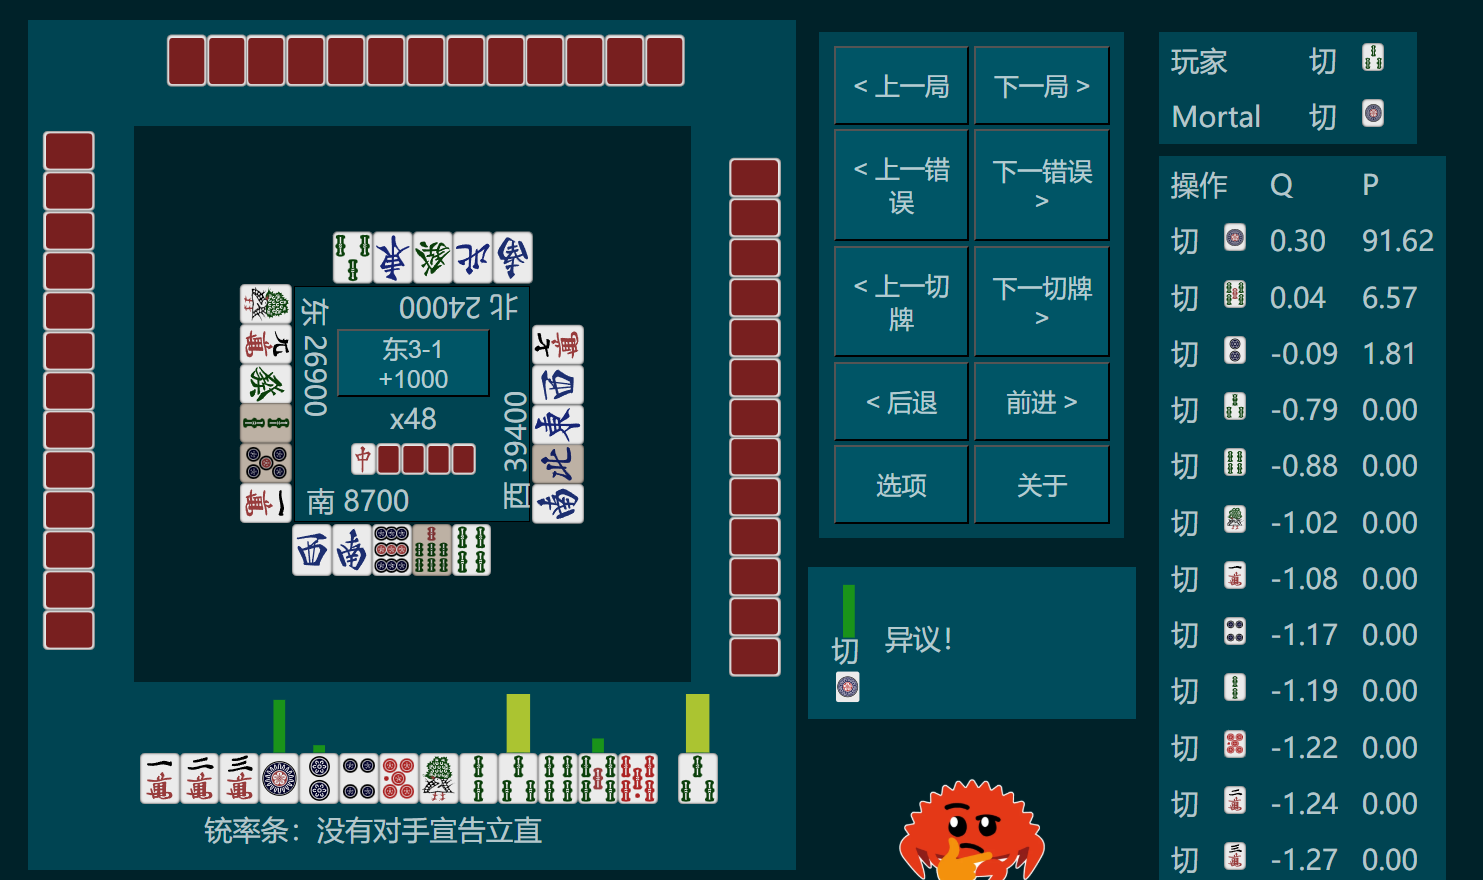 东 26900
北 24000
东3-1
+1000
x48
南 8700
西 39400
统率条：没有对手宣告立直
< 上一局
下一局 >
< 上一错误
下一错误 >
< 上一切牌
下一切牌 >
< 后退
前进 >
选项
关于
切
异议！
玩家 切
Mortal 切
操作 Q P
切 0.30 91.62
切 0.04 6.57
切 -0.09 1.81
切 -0.79 0.00
切 -0.88 0.00
切 -1.02 0.00
切 -1.08 0.00
切 -1.17 0.00
切 -1.19 0.00
切 -1.22 0.00
切 -1.24 0.00
切 -1.27 0.00